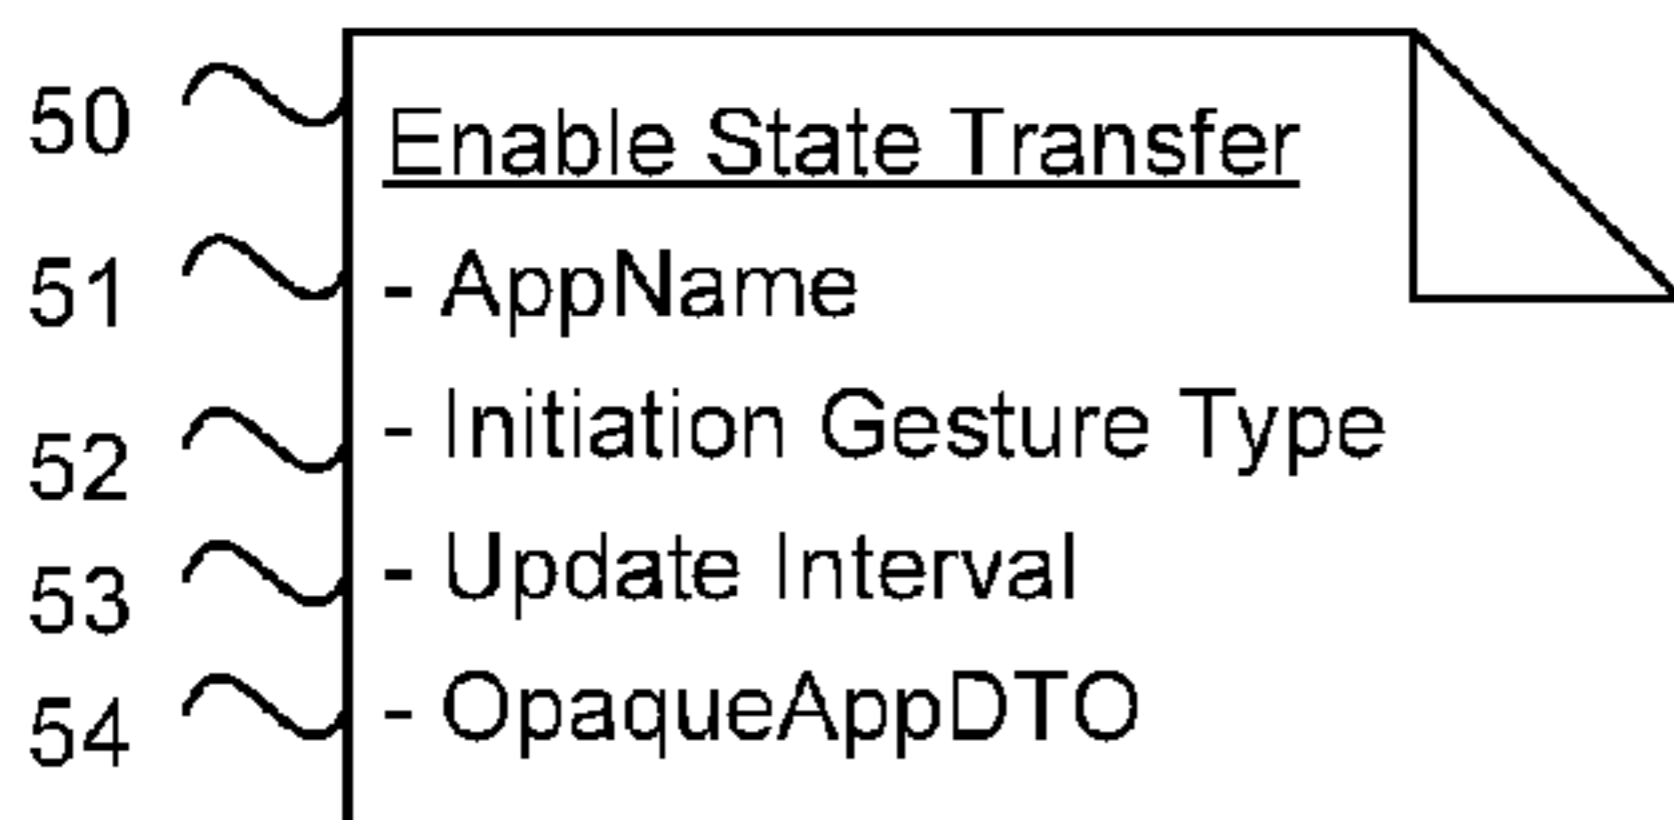 50 Enable State Transfer
51 - AppName
52 - Initiation Gesture Type
53 - Update Interval
54 - OpaqueAppDTO